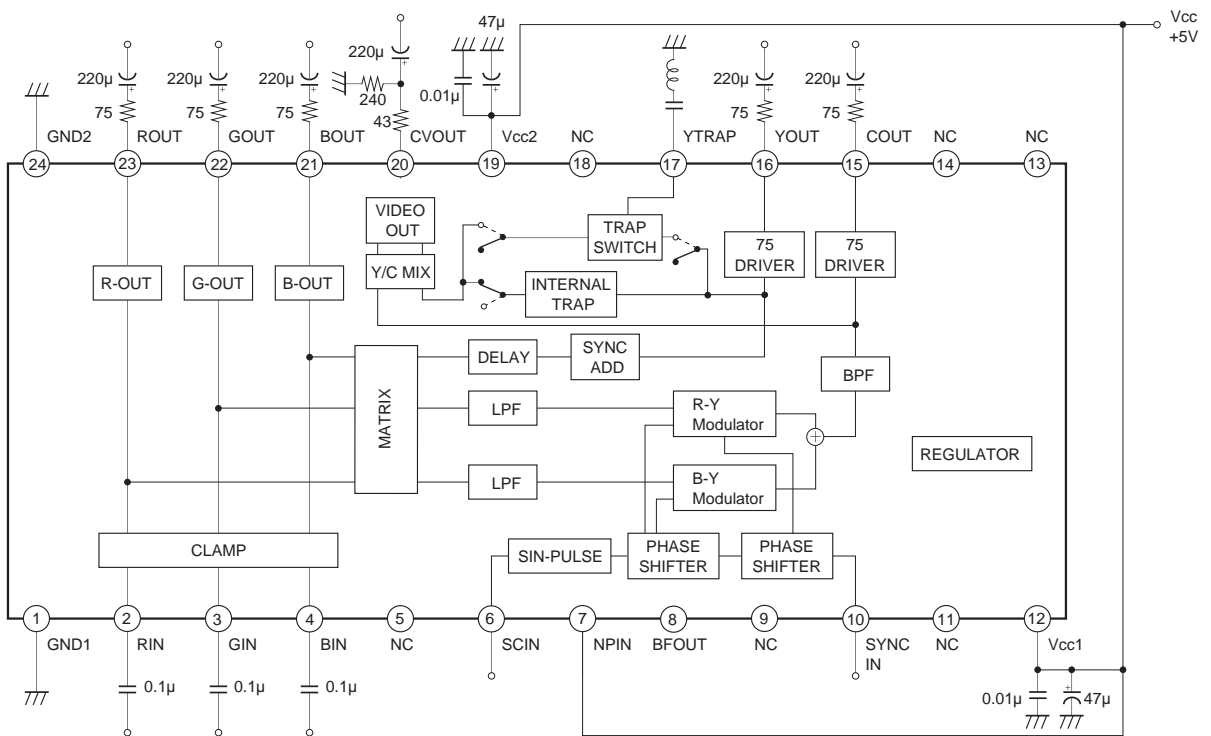 Vcc
+5V
47µ
220µ
220µ
220µ
220µ
240
0.01µ
220µ
220µ
75
75
75
43
75
75
GND2
ROUT
GOUT
BOUT
CVOUT
Vcc2
NC
YTRAP
YOUT
COUT
NC
NC
24
23
22
21
20
19
18
17
16
15
14
13
VIDEO
OUT
TRAP
SWITCH
75
DRIVER
75
DRIVER
R-OUT
G-OUT
B-OUT
Y/C MIX
INTERNAL
TRAP
MATRIX
DELAY
SYNC
ADD
BPF
LPF
R-Y
Modulator
REGULATOR
LPF
B-Y
Modulator
CLAMP
SIN-PULSE
PHASE
SHIFTER
PHASE
SHIFTER
1
2
3
4
5
6
7
8
9
10
11
12
GND1
RIN
GIN
BIN
NC
SCIN
NPIN
BFOUT
NC
SYNC
IN
NC
Vcc1
0.1µ
0.1µ
0.1µ
0.01µ
47µ